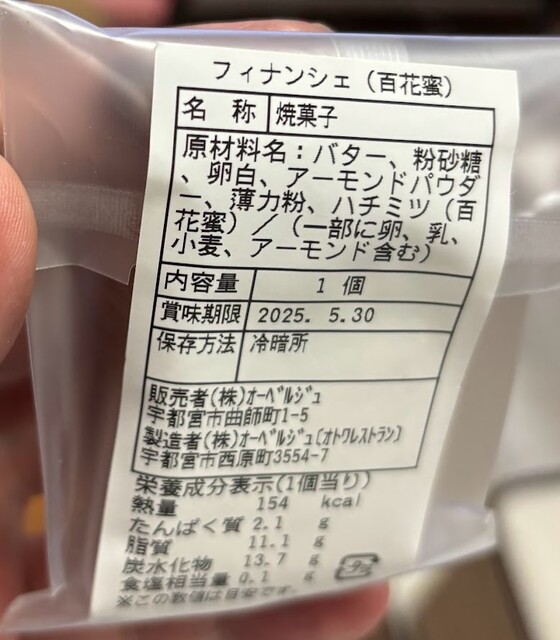 フィナンシェ（百花蜜）
名 称 焼菓子
原材料名：バター、粉砂糖
、卵白、アーモンドパウダ
ー、薄力粉、ハチミツ（百
花蜜）／（一部に卵、乳、
小麦、アーモンド含む）
内容量 1 個
賞味期限 2025. 5.30
保存方法 冷暗所
販売者(株)オーベルジュ
宇都宮市曲師町1-5
製造者(株)オーベルジュ(オトワレストラン)
宇都宮市西原町3554-7
栄養成分表示(1個当り)
熱量 154 kcal
たんぱく質 2.1 g
脂質 11.1 g
炭水化物 13.7 g
食塩相当量 0.1 g
※この数値は目安です。
プラ